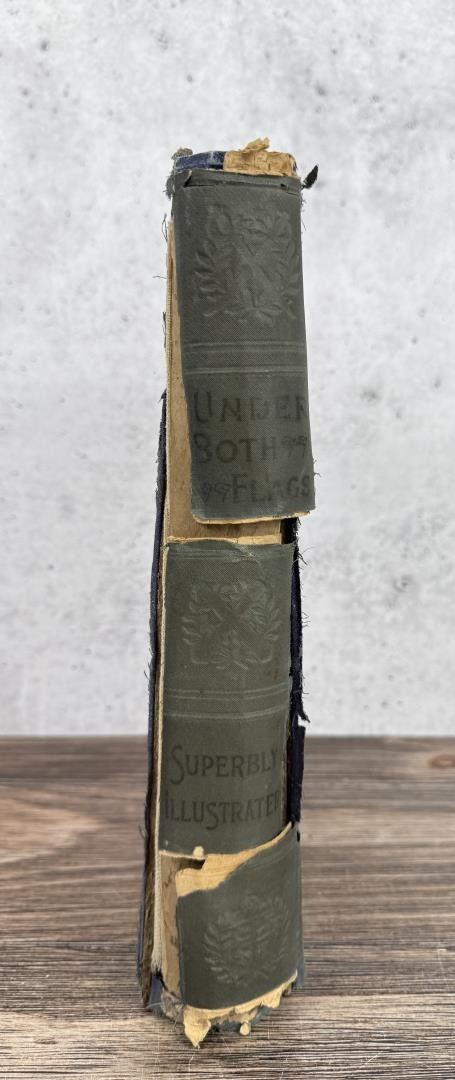 UNDER
BOTH
FLAGS
SUPERBLY
ILLUSTRATED